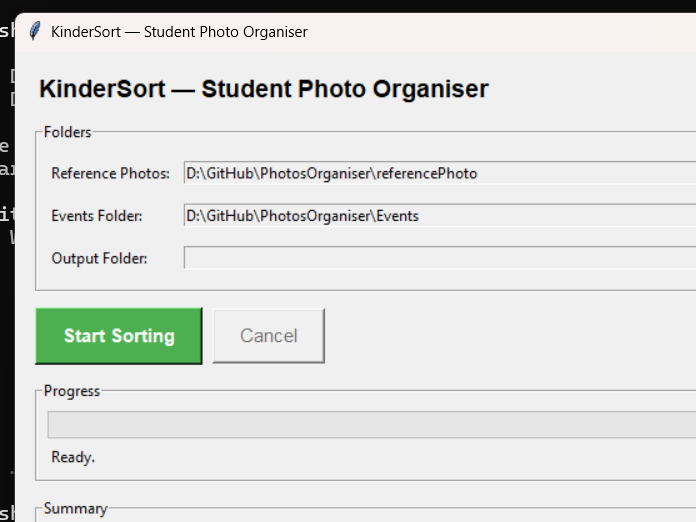 KinderSort — Student Photo Organiser
KinderSort — Student Photo Organiser
Folders
Reference Photos: D:\GitHub\PhotosOrganiser\referencePhoto
Events Folder: D:\GitHub\PhotosOrganiser\Events
Output Folder:
Start Sorting Cancel
Progress
Ready.
Summary